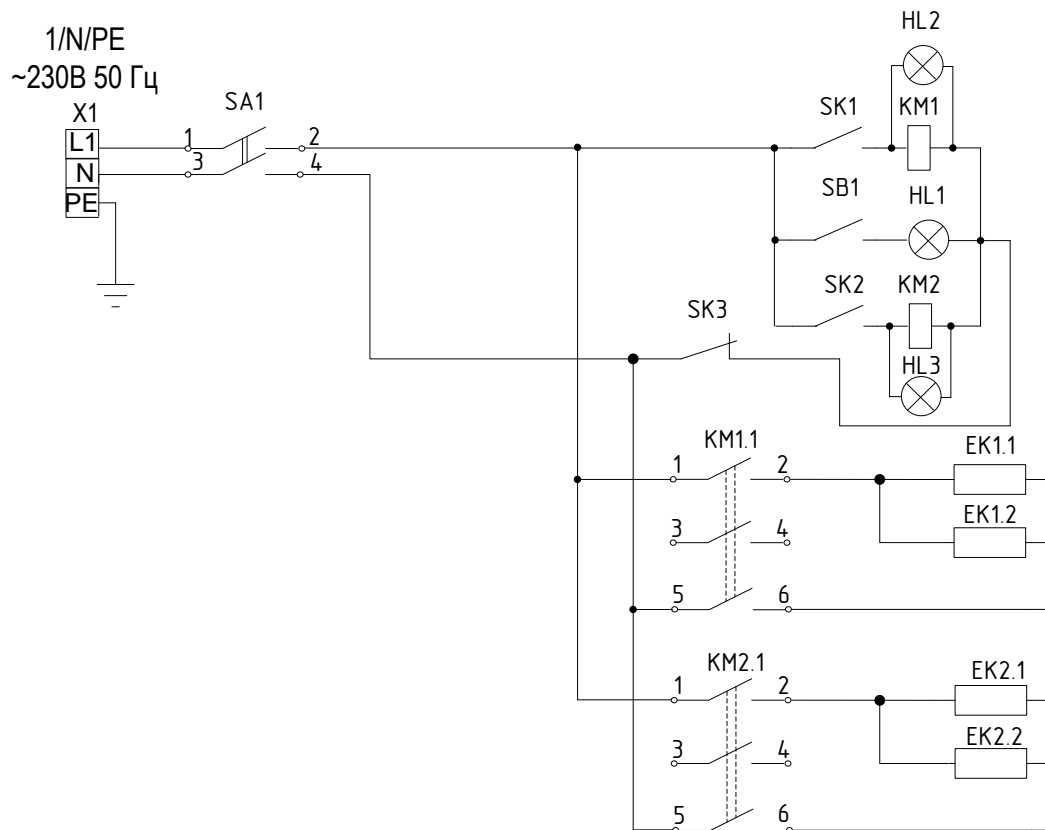 1/N/PE
~230В 50 Гц
X1
L1
N
PE
SA1
1 2
3 4
HL2
SK1 KM1
SB1 HL1
SK2 KM2
HL3
SK3
KM1.1
1 2
3 4
5 6
EK1.1
EK1.2
KM2.1
1 2
3 4
5 6
EK2.1
EK2.2